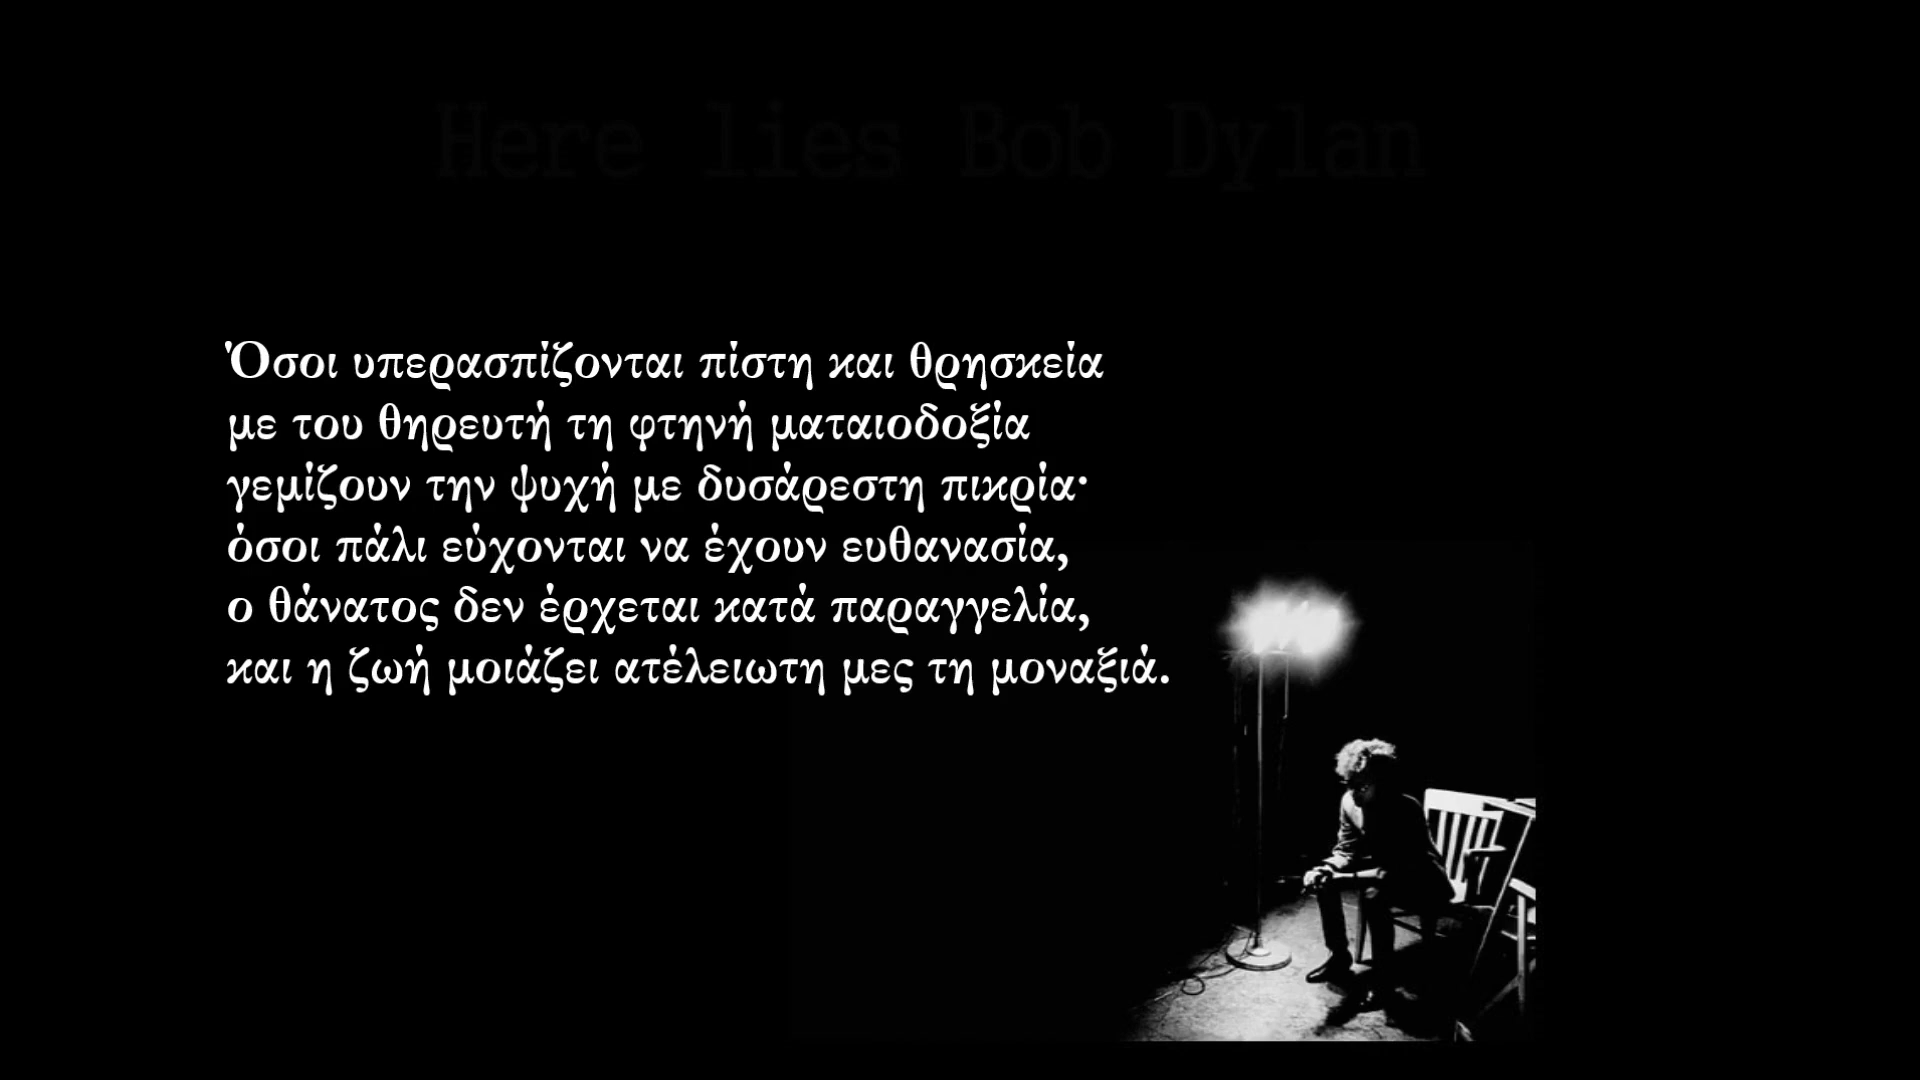 Here lies Bob Dylan
Όσοι υπερασπίζονται πίστη και θρησκεία
με του θηρευτή τη φτηνή ματαιοδοξία
γεμίζουν την ψυχή με δυσάρεστη πικρία·
όσοι πάλι εύχονται να έχουν ευθανασία,
ο θάνατος δεν έρχεται κατά παραγγελία,
και η ζωή μοιάζει ατέλειωτη μες τη μοναξιά.